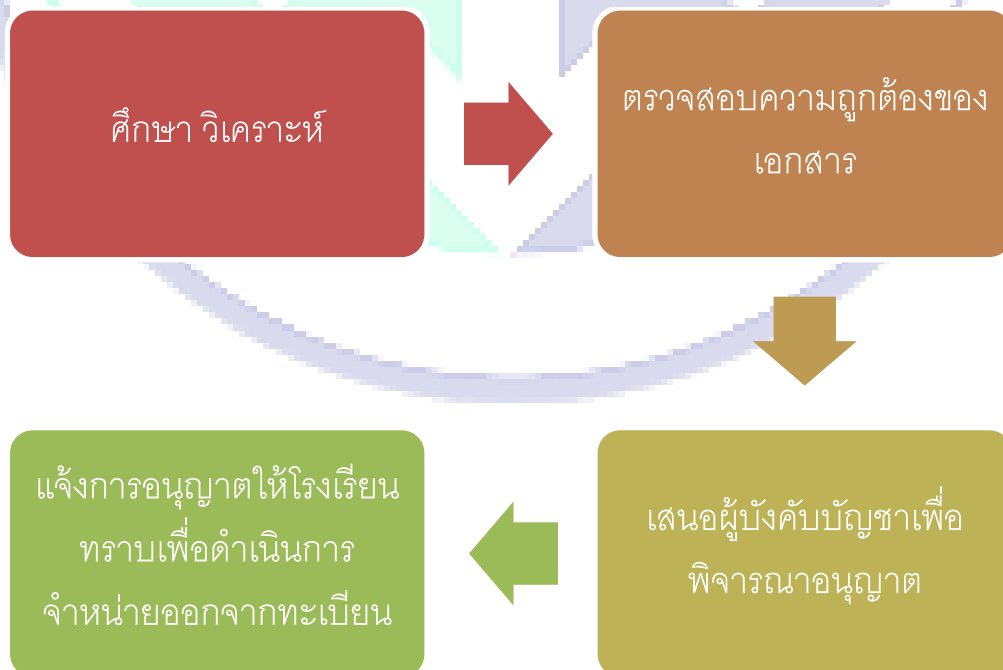 ศึกษา วิเคราะห์
ตรวจสอบความถูกต้องของ
เอกสาร
เสนอผู้บังคับบัญชาเพื่อ
พิจารณาอนุญาต
แจ้งการอนุญาตให้โรงเรียน
ทราบเพื่อดำเนินการ
จำหน่ายออกจากทะเบียน